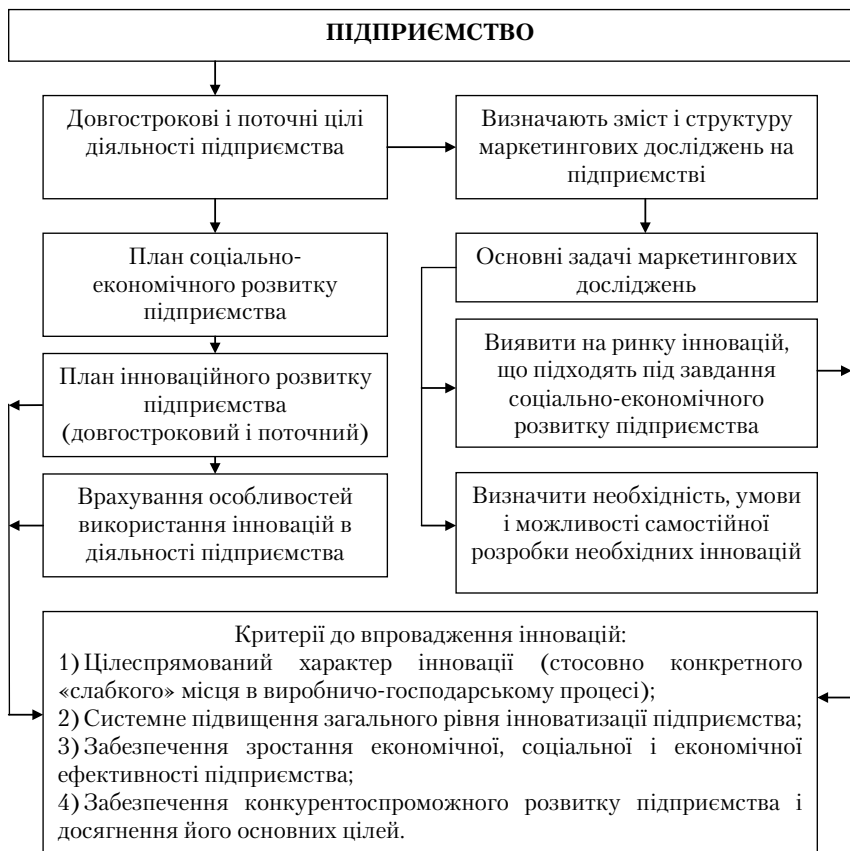 ПІДПРИЄМСТВО
Довгострокові і поточні цілі
діяльності підприємства
Визначають зміст і структуру
маркетингових досліджень на
підприємстві
План соціально-
економічного розвитку
підприємства
Основні задачі маркетингових
досліджень
План інноваційного розвитку
підприємства
(довгостроковий і поточний)
Виявити на ринку інновацій,
що підходять під завдання
соціально-економічного
розвитку підприємства
Врахування особливостей
використання інновацій в
діяльності підприємства
Визначити необхідність, умови
і можливості самостійної
розробки необхідних інновацій
Критерії до впровадження інновацій:
1) Цілеспрямований характер інновації (стосовно конкретного
«слабкого» місця в виробничо-господарському процесі);
2) Системне підвищення загального рівня інноватизації підприємства;
3) Забезпечення зростання економічної, соціальної і економічної
ефективності підприємства;
4) Забезпечення конкурентоспроможного розвитку підприємства і
досягнення його основних цілей.